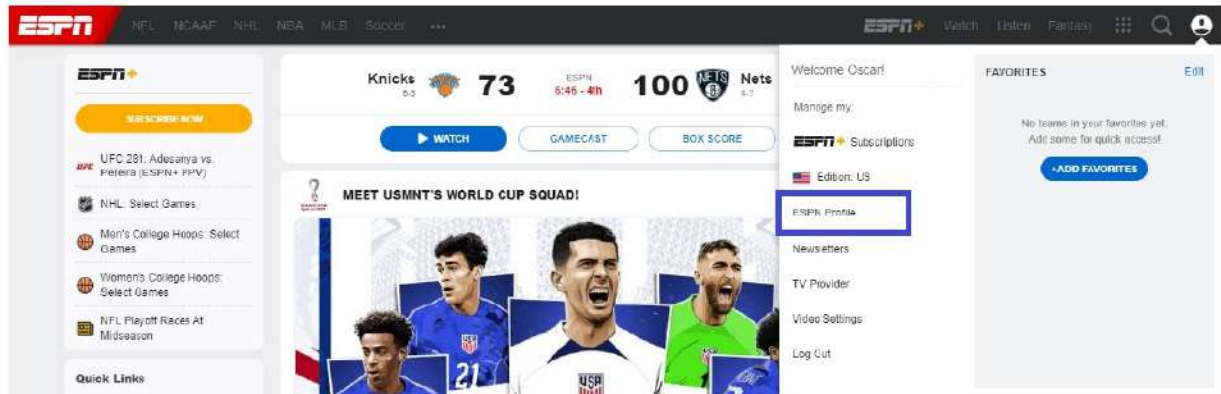 ESPN NFL NCAAF NHL NBA MLB Soccer ••• ESPN+ Watch Listen Fantasy
ESPN+
SUBSCRIBE NOW
UFC UFC 281: Adesanya vs.
Pereira (ESPN+ PPV)
NHL: Select Games
Men's College Hoops: Select
Games
Women's College Hoops:
Select Games
NFL Playoff Races At
Midseason
Quick Links
Knicks 73 ESPN 100 NETS Nets
6:46 - 4th
WATCH GAMECAST BOX SCORE
MEET USMNT'S WORLD CUP SQUAD!
USA
21
USA
Welcome Oscar!
Manage my:
ESPN+ Subscriptions
Edition: US
ESPN Profile
Newsletters
TV Provider
Video Settings
Log Out
FAVORITES Edit
No teams in your favorites yet.
Add some for quick access!
+ADD FAVORITES